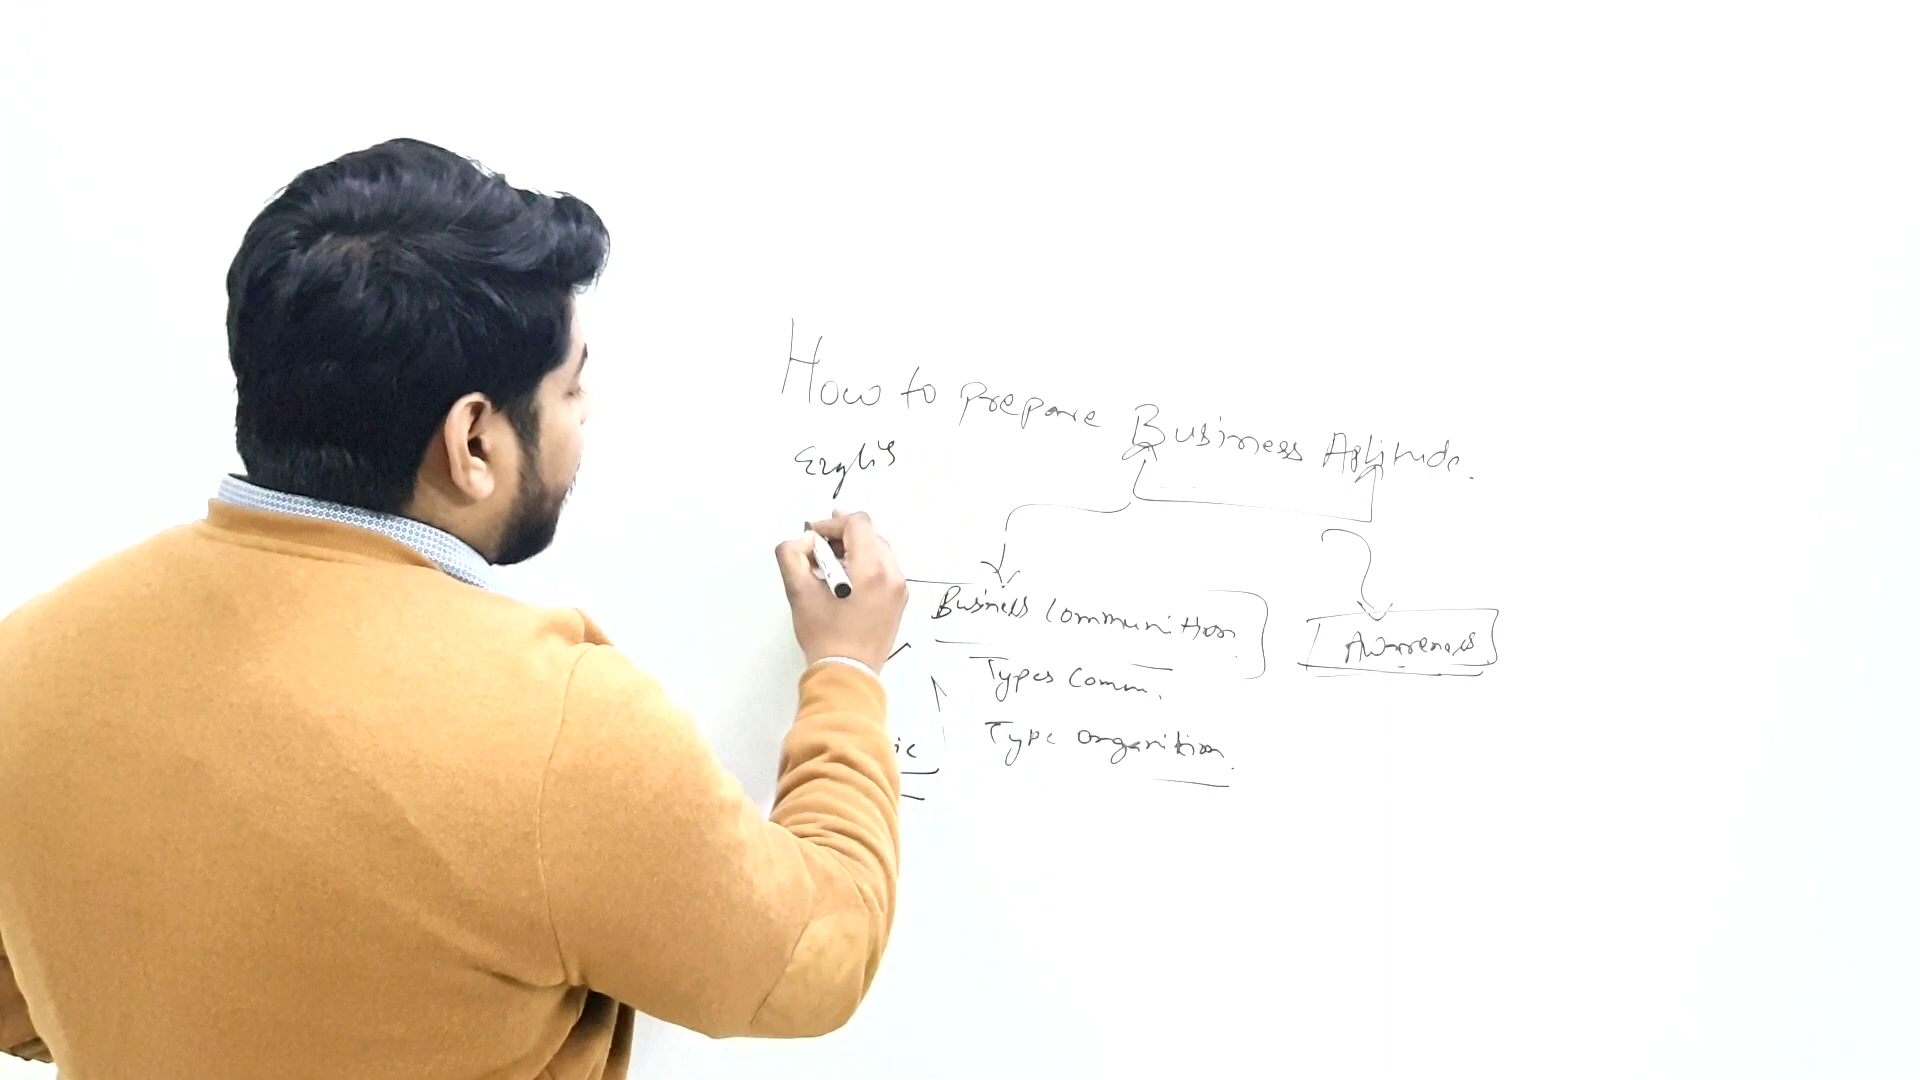 How to prepare Business Aptitude.
Englis
Business Communition
Awareness
Types Comm.
Type organition.
ic